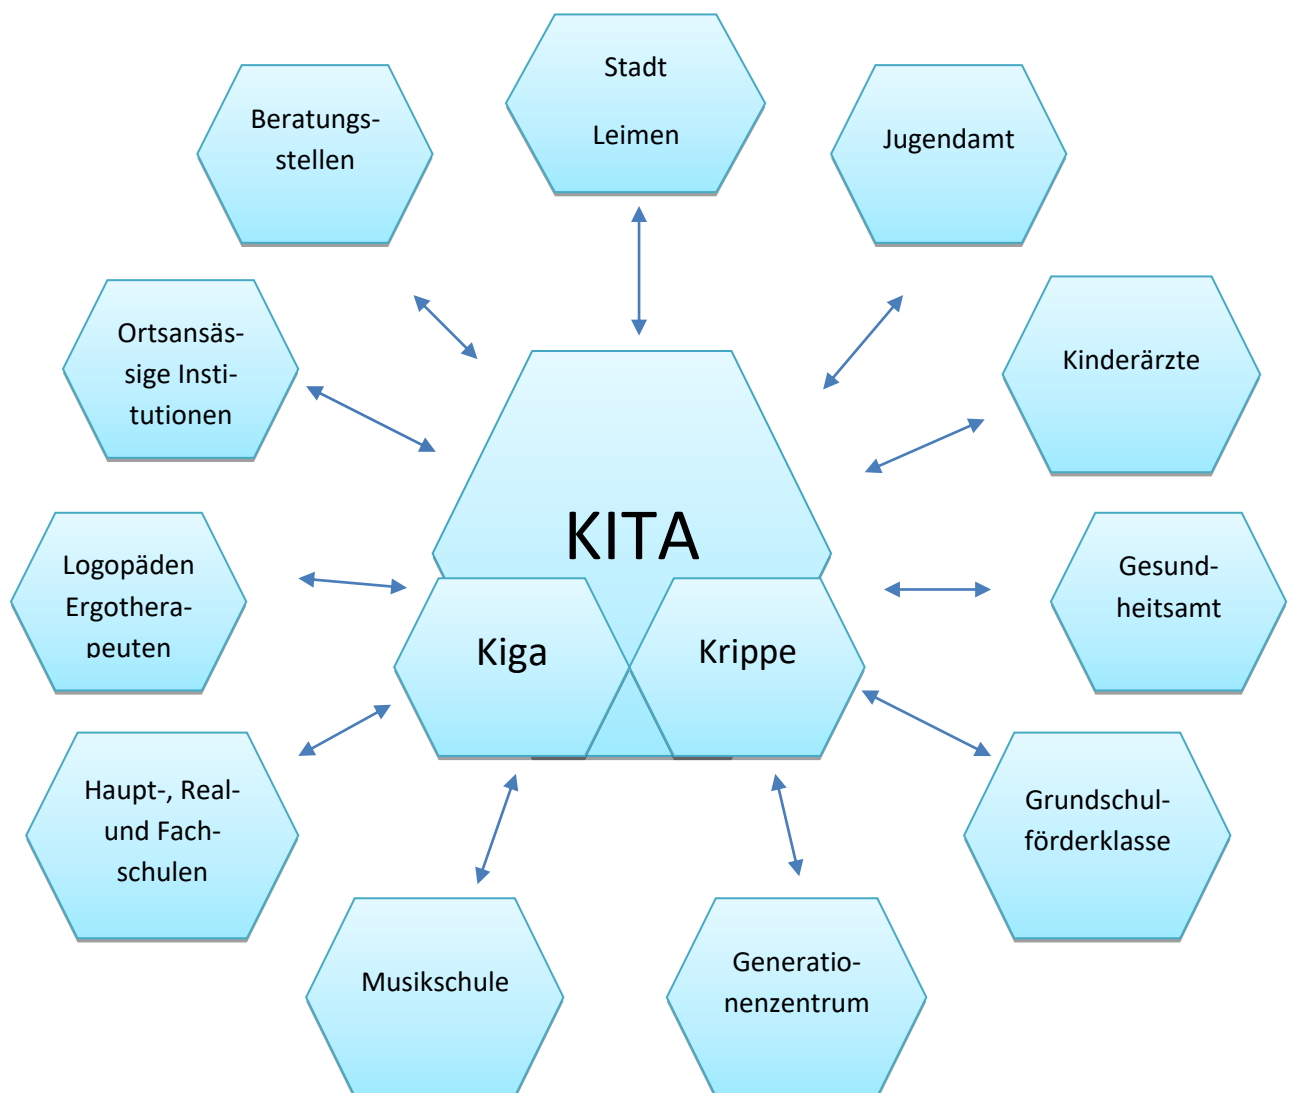 Stadt
Leimen
Beratungs-
stellen
Jugendamt
Ortsansäs-
sige Insti-
tutionen
Kinderärzte
KITA
Logopäden
Ergothera-
peuten
Gesund-
heitsamt
Kiga
Krippe
Haupt-, Real-
und Fach-
schulen
Grundschul-
förderklasse
Musikschule
Generatio-
nenzentrum